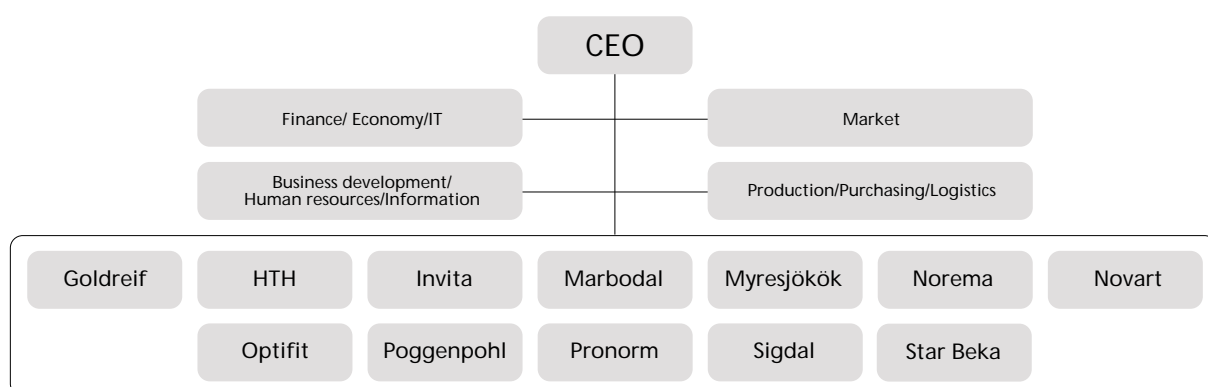 CEO
Finance/ Economy/IT
Market
Business development/
Human resources/Information
Production/Purchasing/Logistics
Goldreif
HTH
Invita
Marbodal
Myresjökök
Norema
Novart
Optifit
Poggenpohl
Pronorm
Sigdal
Star Beka